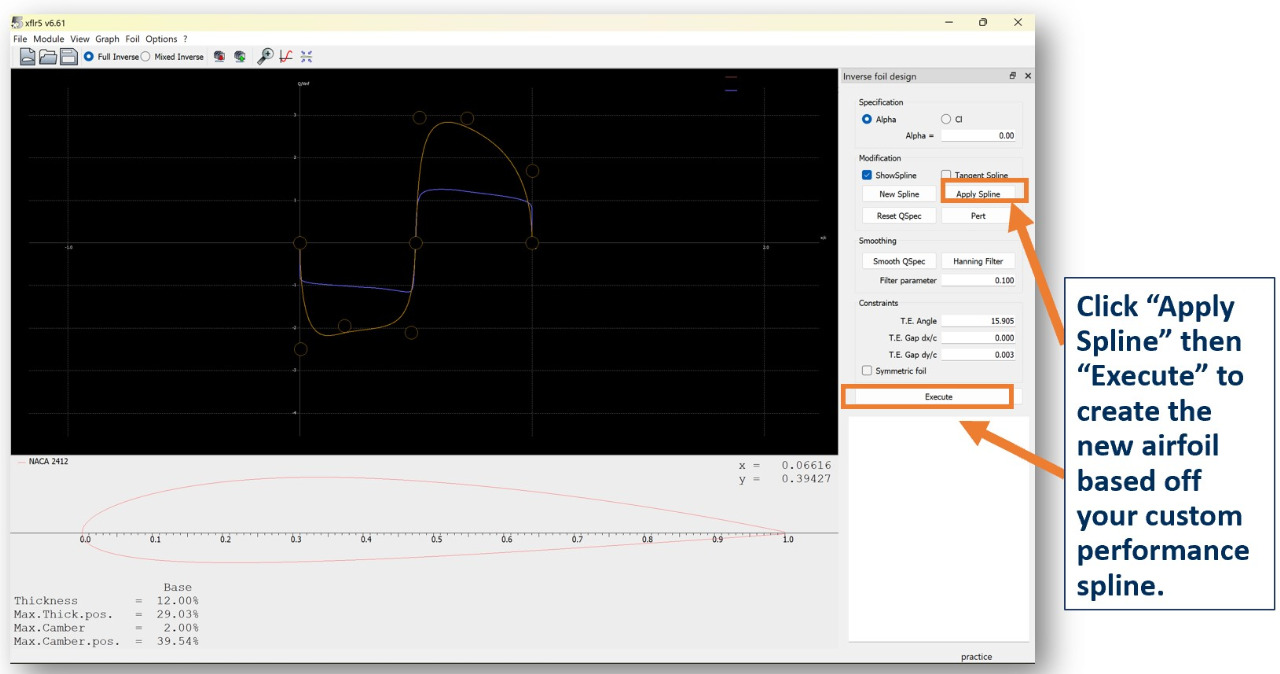 xflr5 v6.61
File Module View Graph Foil Options ?
Full Inverse Mixed Inverse
Q/Vinf
3
2
1
-1.0
2.0
x/c
-1
-2
-3
-4
Inverse foil design
Specification
Alpha Cl
Alpha = 0.00
Modification
ShowSpline Tangent Spline
New Spline Apply Spline
Reset QSpec Pert
Smoothing
Smooth QSpec Hanning Filter
Filter parameter 0.100
Constraints
T.E. Angle 15.905
T.E. Gap dx/c 0.000
T.E. Gap dy/c 0.003
Symmetric foil
Execute
Click “Apply
Spline” then
“Execute” to
create the
new airfoil
based off
your custom
performance
spline.
NACA 2412
x = 0.06616
y = 0.39427
0.0 0.1 0.2 0.3 0.4 0.5 0.6 0.7 0.8 0.9 1.0
Base
Thickness = 12.00%
Max.Thick.pos. = 29.03%
Max.Camber = 2.00%
Max.Camber.pos. = 39.54%
practice